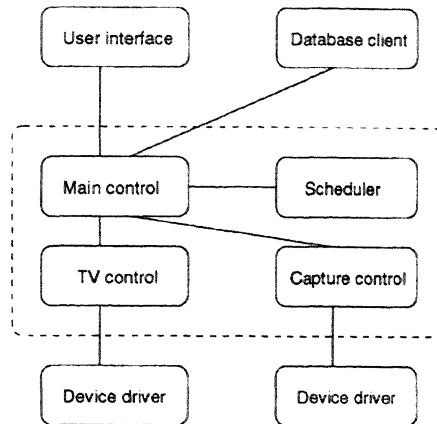 User interface
Database client
Main control
Scheduler
TV control
Capture control
Device driver
Device driver